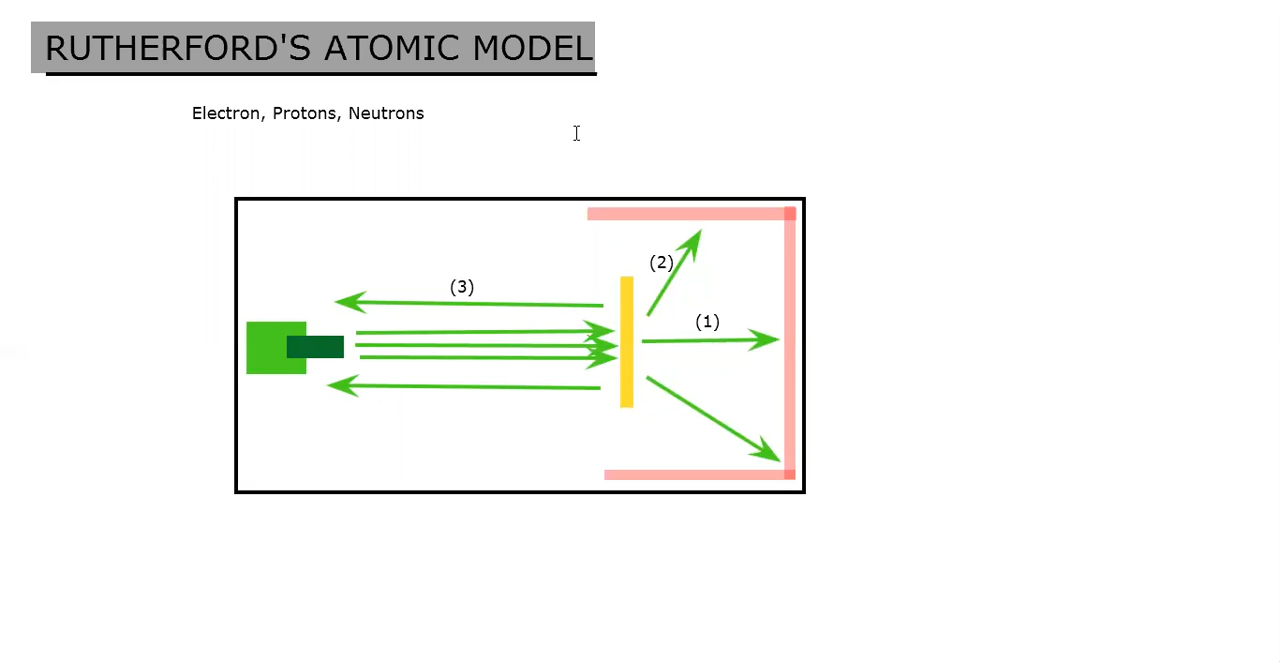 RUTHERFORD'S ATOMIC MODEL
Electron, Protons, Neutrons
(2)
(3)
(1)